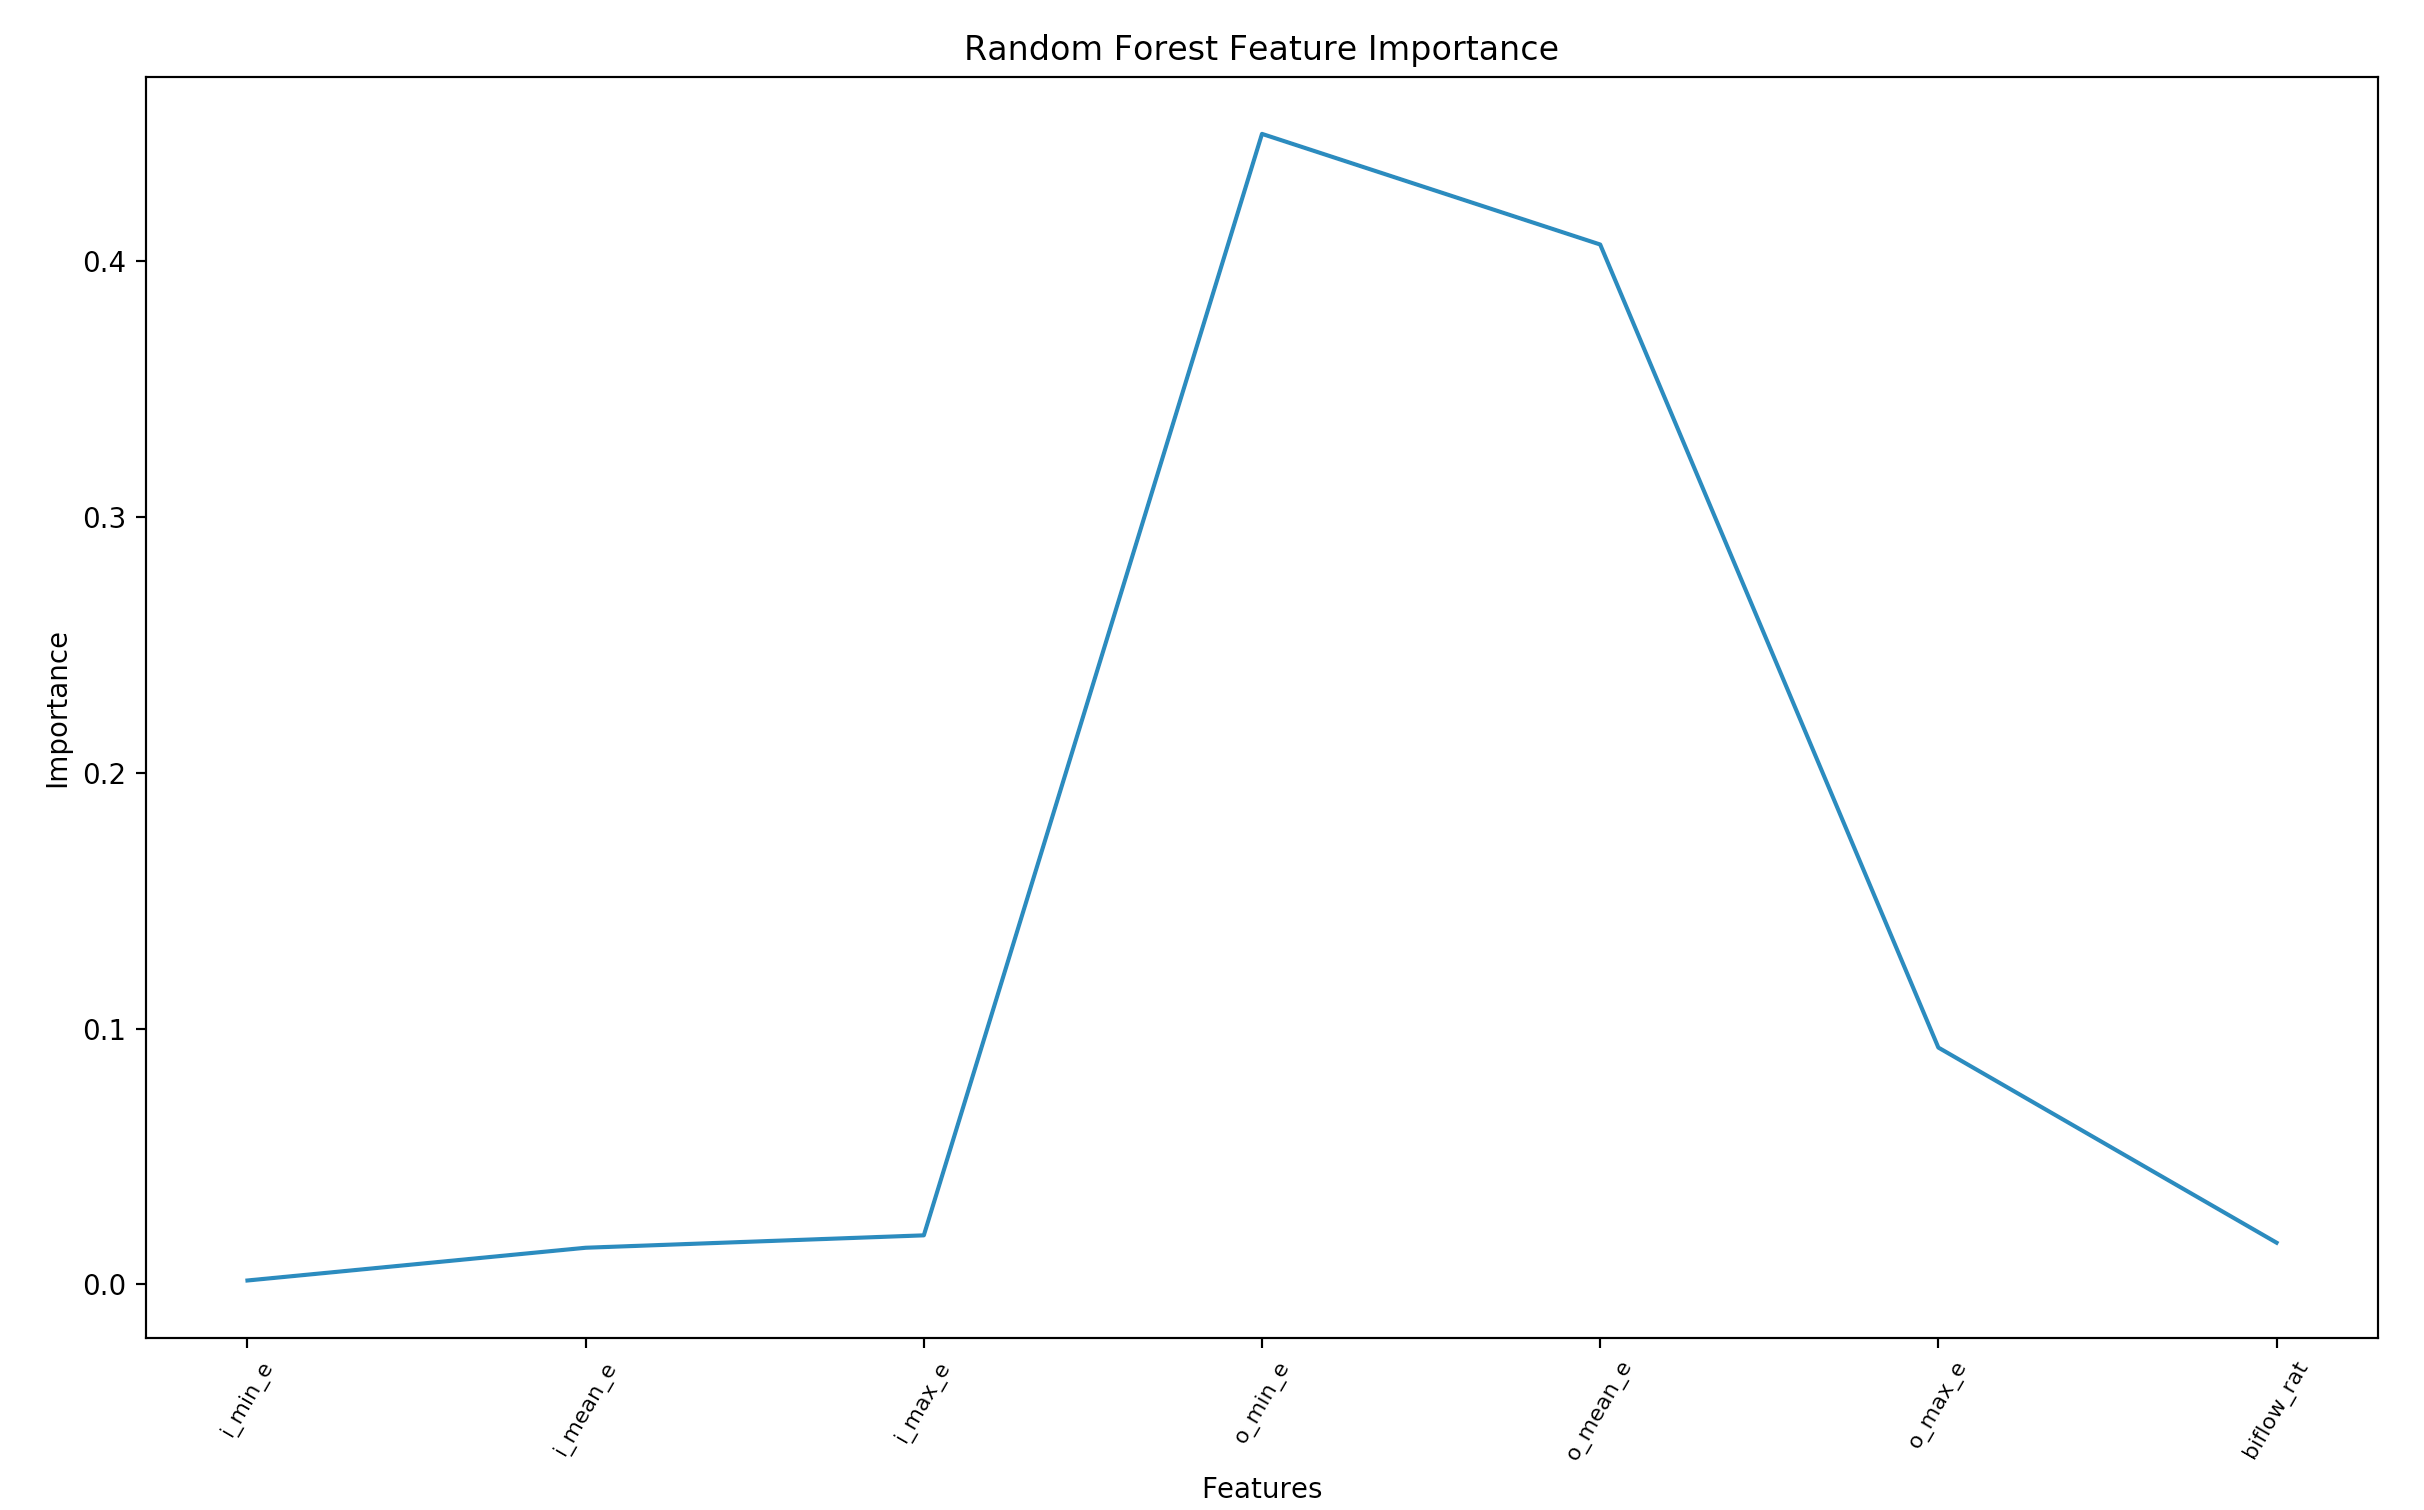 Random Forest Feature Importance
Importance
0.4
0.3
0.2
0.1
0.0
i_min_e
i_mean_e
i_max_e
o_min_e
o_mean_e
o_max_e
biflow_rat
Features